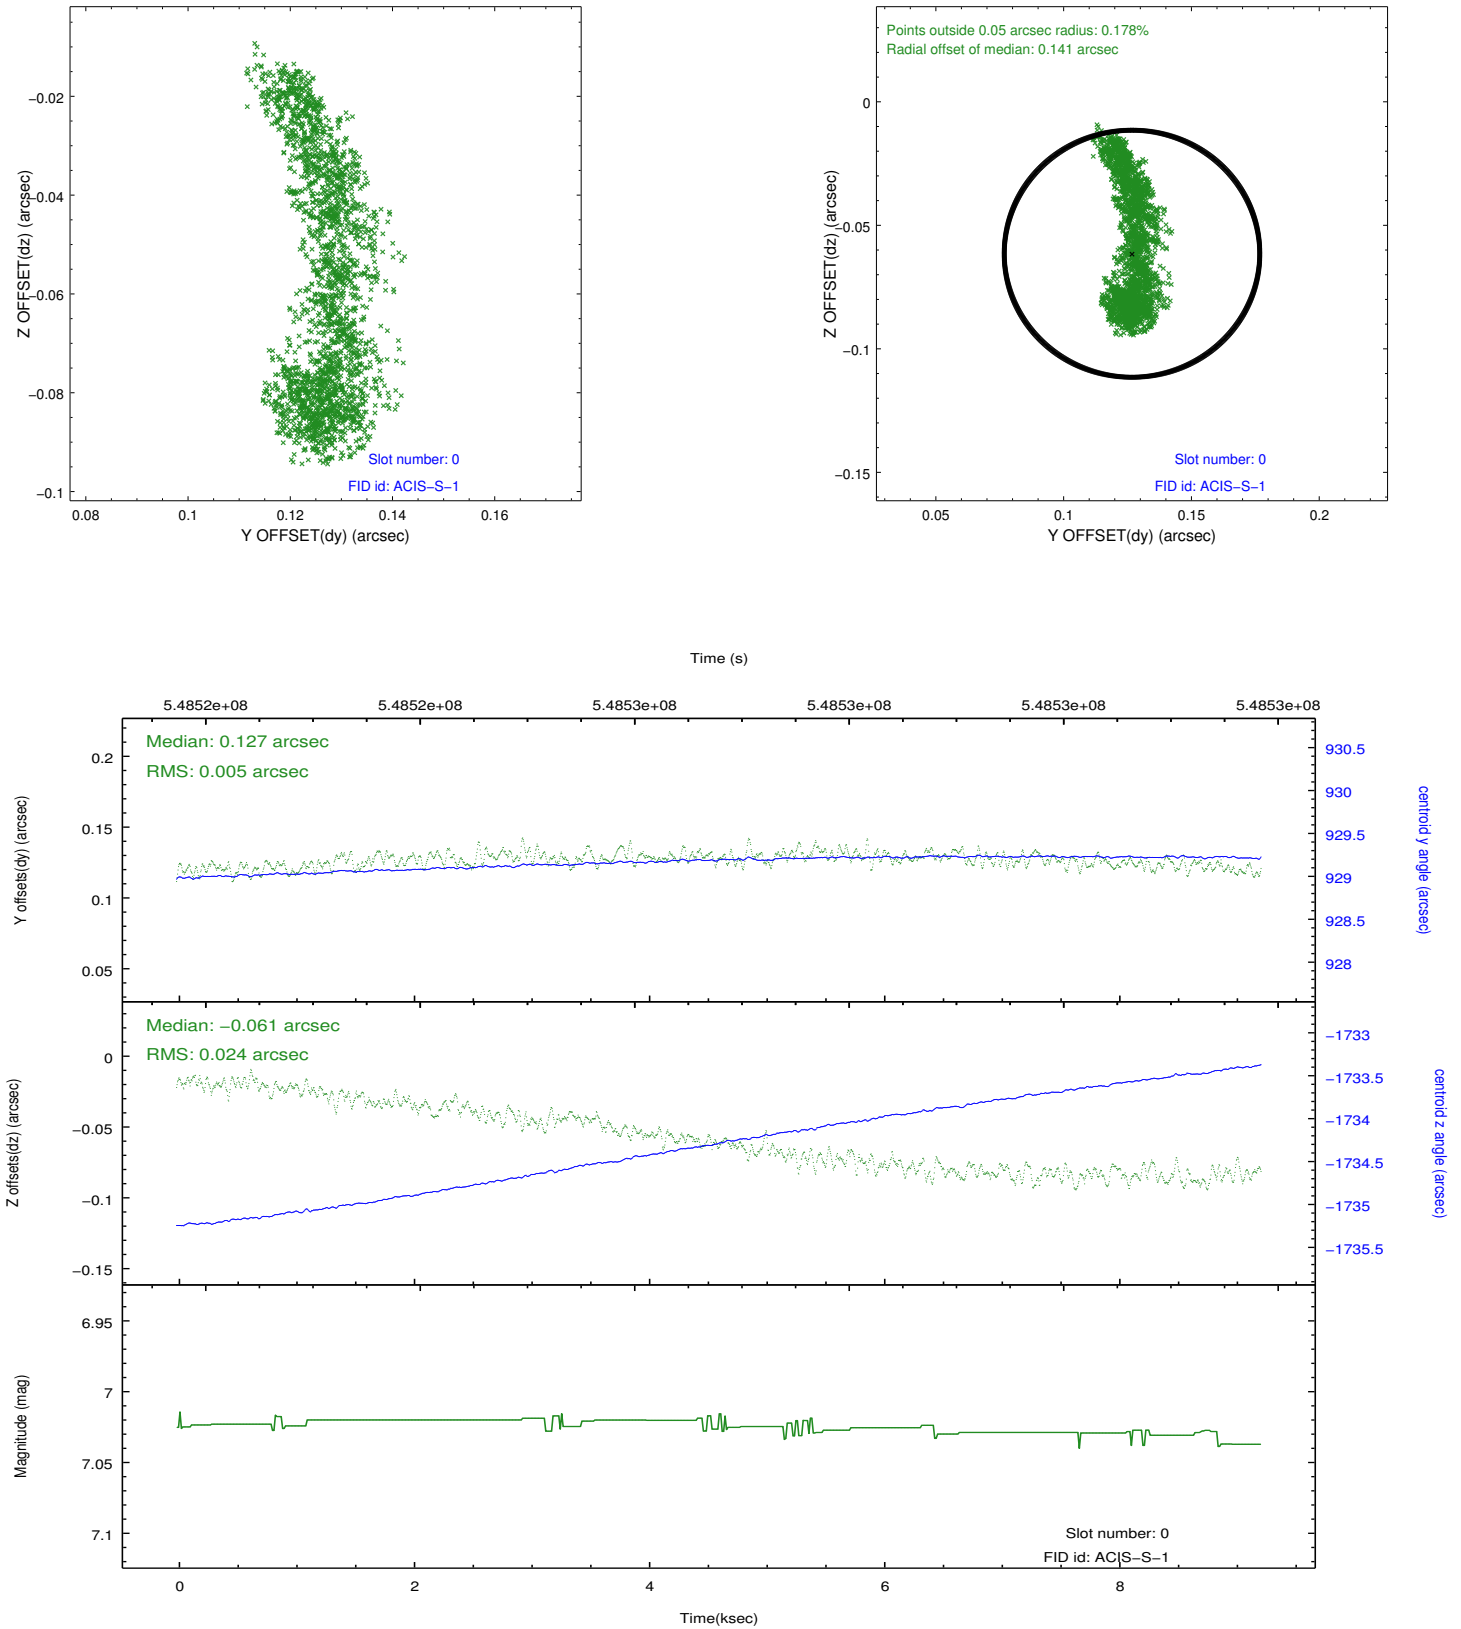 −0.02
−0.04
−0.06
−0.08
−0.1
Z OFFSET(dz) (arcsec)
Slot number: 0
FID id: ACIS−S−1
0.08
0.1
0.12
0.14
0.16
Y OFFSET(dy) (arcsec)
Points outside 0.05 arcsec radius: 0.178%
Radial offset of median: 0.141 arcsec
0
−0.05
−0.1
−0.15
Z OFFSET(dz) (arcsec)
Slot number: 0
FID id: ACIS−S−1
0.05
0.1
0.15
0.2
Y OFFSET(dy) (arcsec)
Time (s)
5.4852e+08
5.4852e+08
5.4853e+08
5.4853e+08
5.4853e+08
5.4853e+08
Median: 0.127 arcsec
RMS: 0.005 arcsec
0.2
0.15
0.1
0.05
Y offsets(dy) (arcsec)
930.5
930
929.5
929
928.5
928
centroid y angle (arcsec)
Median: −0.061 arcsec
RMS: 0.024 arcsec
0
−0.05
−0.1
−0.15
Z offsets(dz) (arcsec)
−1733
−1733.5
−1734
−1734.5
−1735
−1735.5
centroid z angle (arcsec)
6.95
7
7.05
7.1
Magnitude (mag)
Slot number: 0
FID id: ACIS−S−1
0
2
4
6
8
Time(ksec)